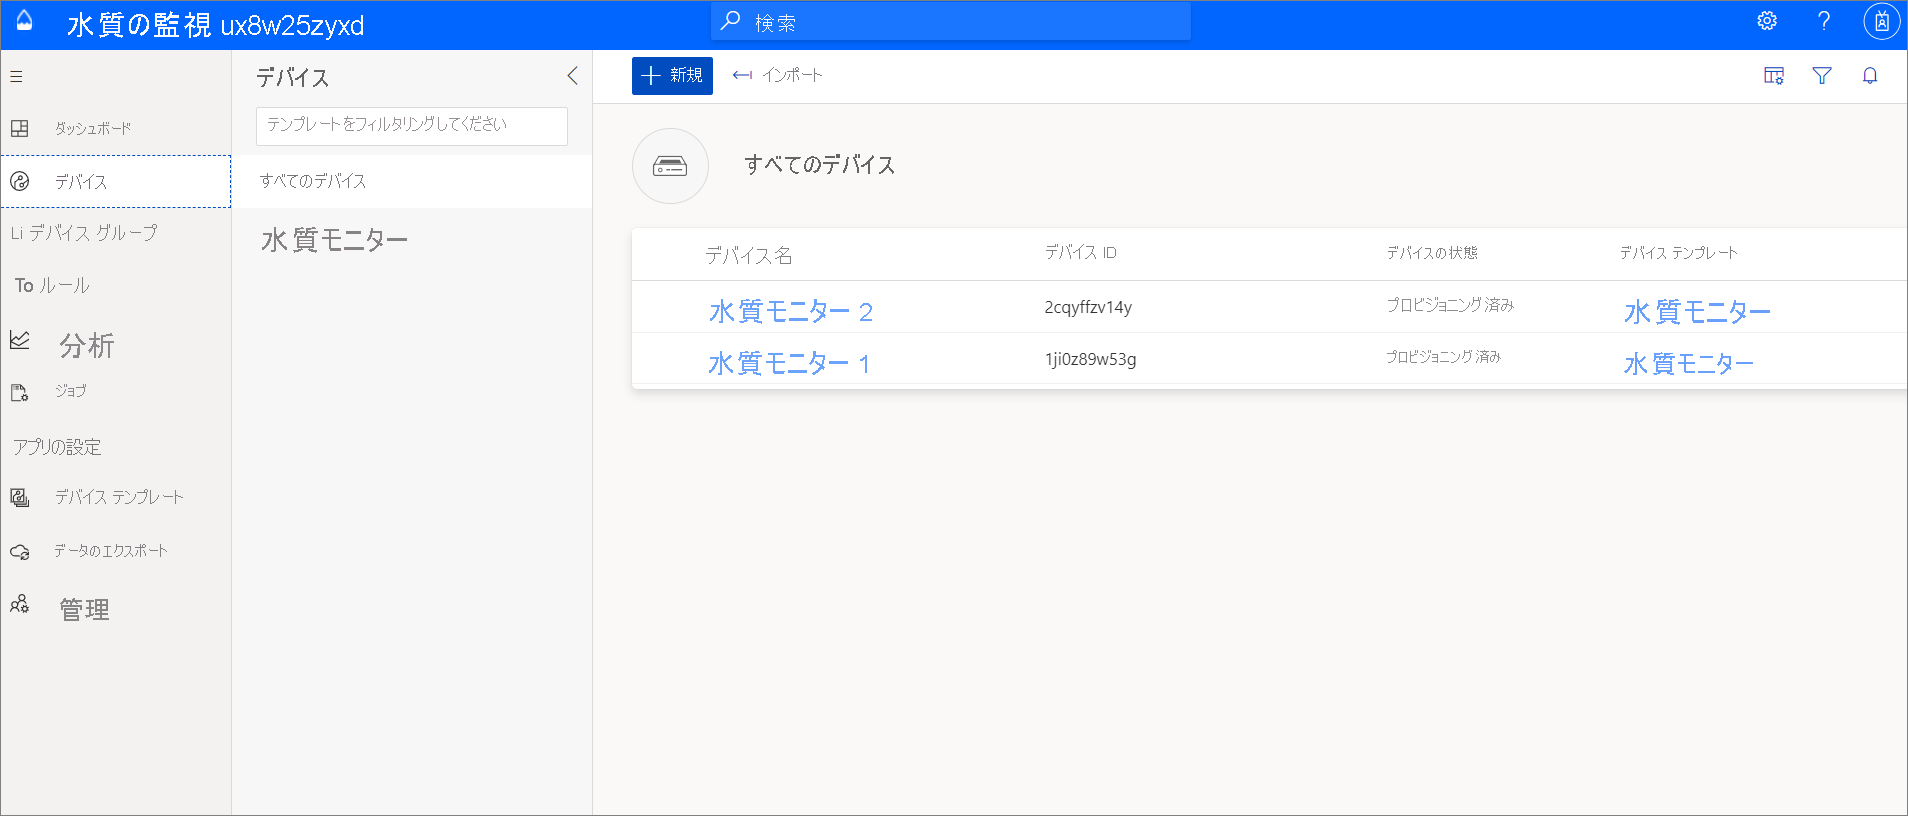 水質の監視 ux8w25zyxd
検索
デバイス
新規
インポート
テンプレートをフィルタリングしてください
ダッシュボード
デバイス
すべてのデバイス
すべてのデバイス
Li デバイス グループ
水質モニター
To ルール
分析
ジョブ
アプリの設定
デバイス テンプレート
データのエクスポート
管理
デバイス名 デバイス ID デバイスの状態 デバイス テンプレート
水質モニター 2 2cqyffzv14y プロビジョニング済み 水質モニター
水質モニター 1 1ji0z89w53g プロビジョニング済み 水質モニター